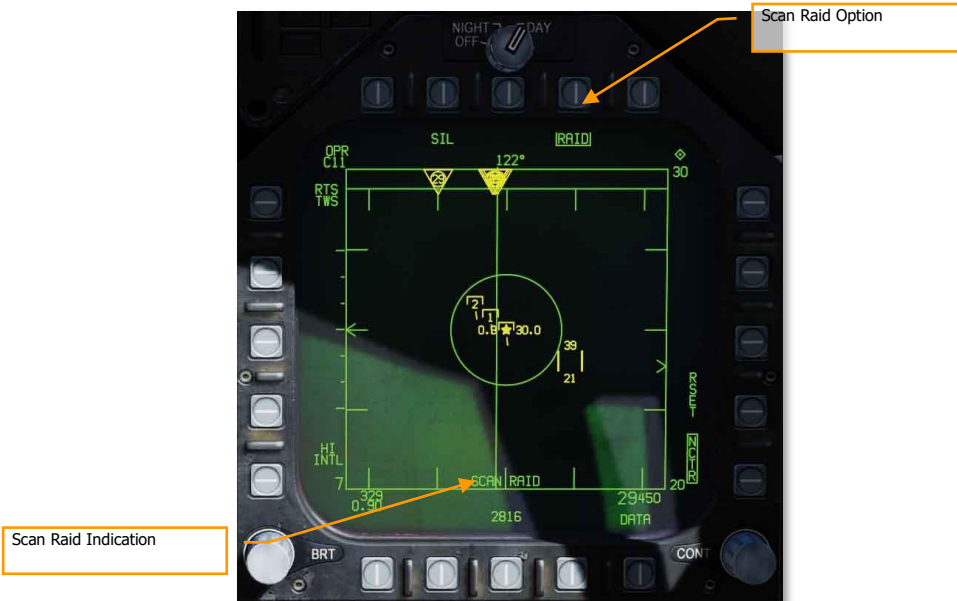 Scan Raid Option
NIGHT DAY
OFF
SIL RAID
OPR
C11
122°
30
29
RTS
TWS
2
1
0.8 30.0
39
21
RSET
NCTR
HI
INTL
7
SCAN RAID
20
329
0.90
29450
2816
DATA
Scan Raid Indication
BRT
CONT